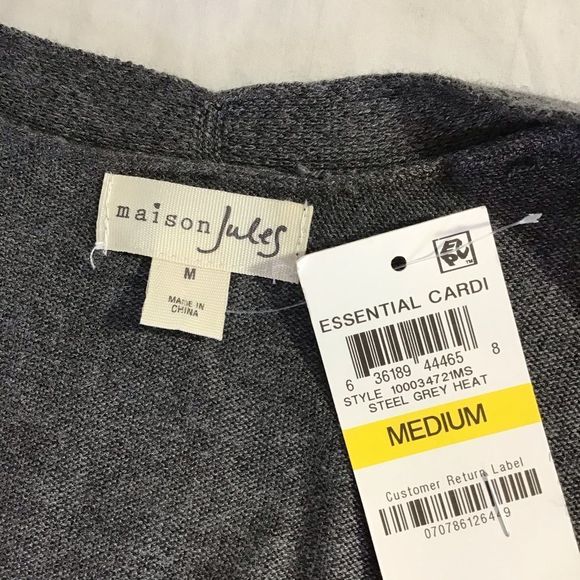 maison Jules
M
MADE IN
CHINA
ESSENTIAL CARDI
6 36189 44465 8
STYLE 100034721MS
STEEL GREY HEAT
MEDIUM
Customer Return Label